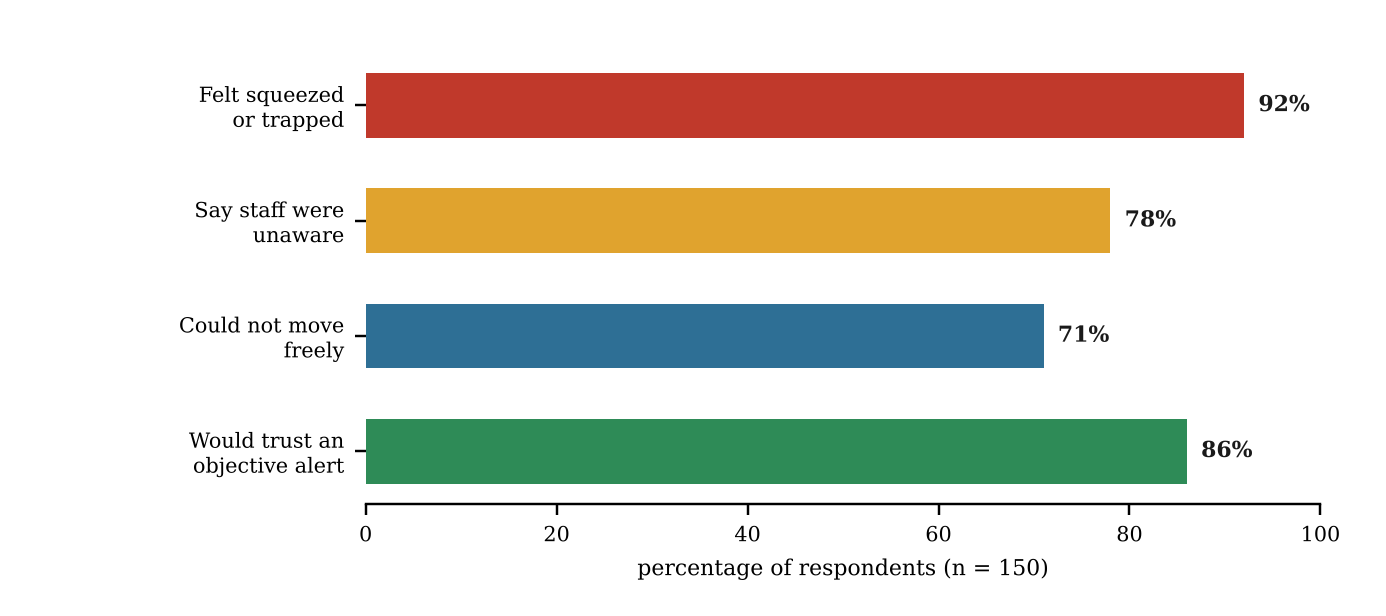 Felt squeezed
or trapped
92%
Say staff were
unaware
78%
Could not move
freely
71%
Would trust an
objective alert
86%
0 20 40 60 80 100
percentage of respondents (n = 150)